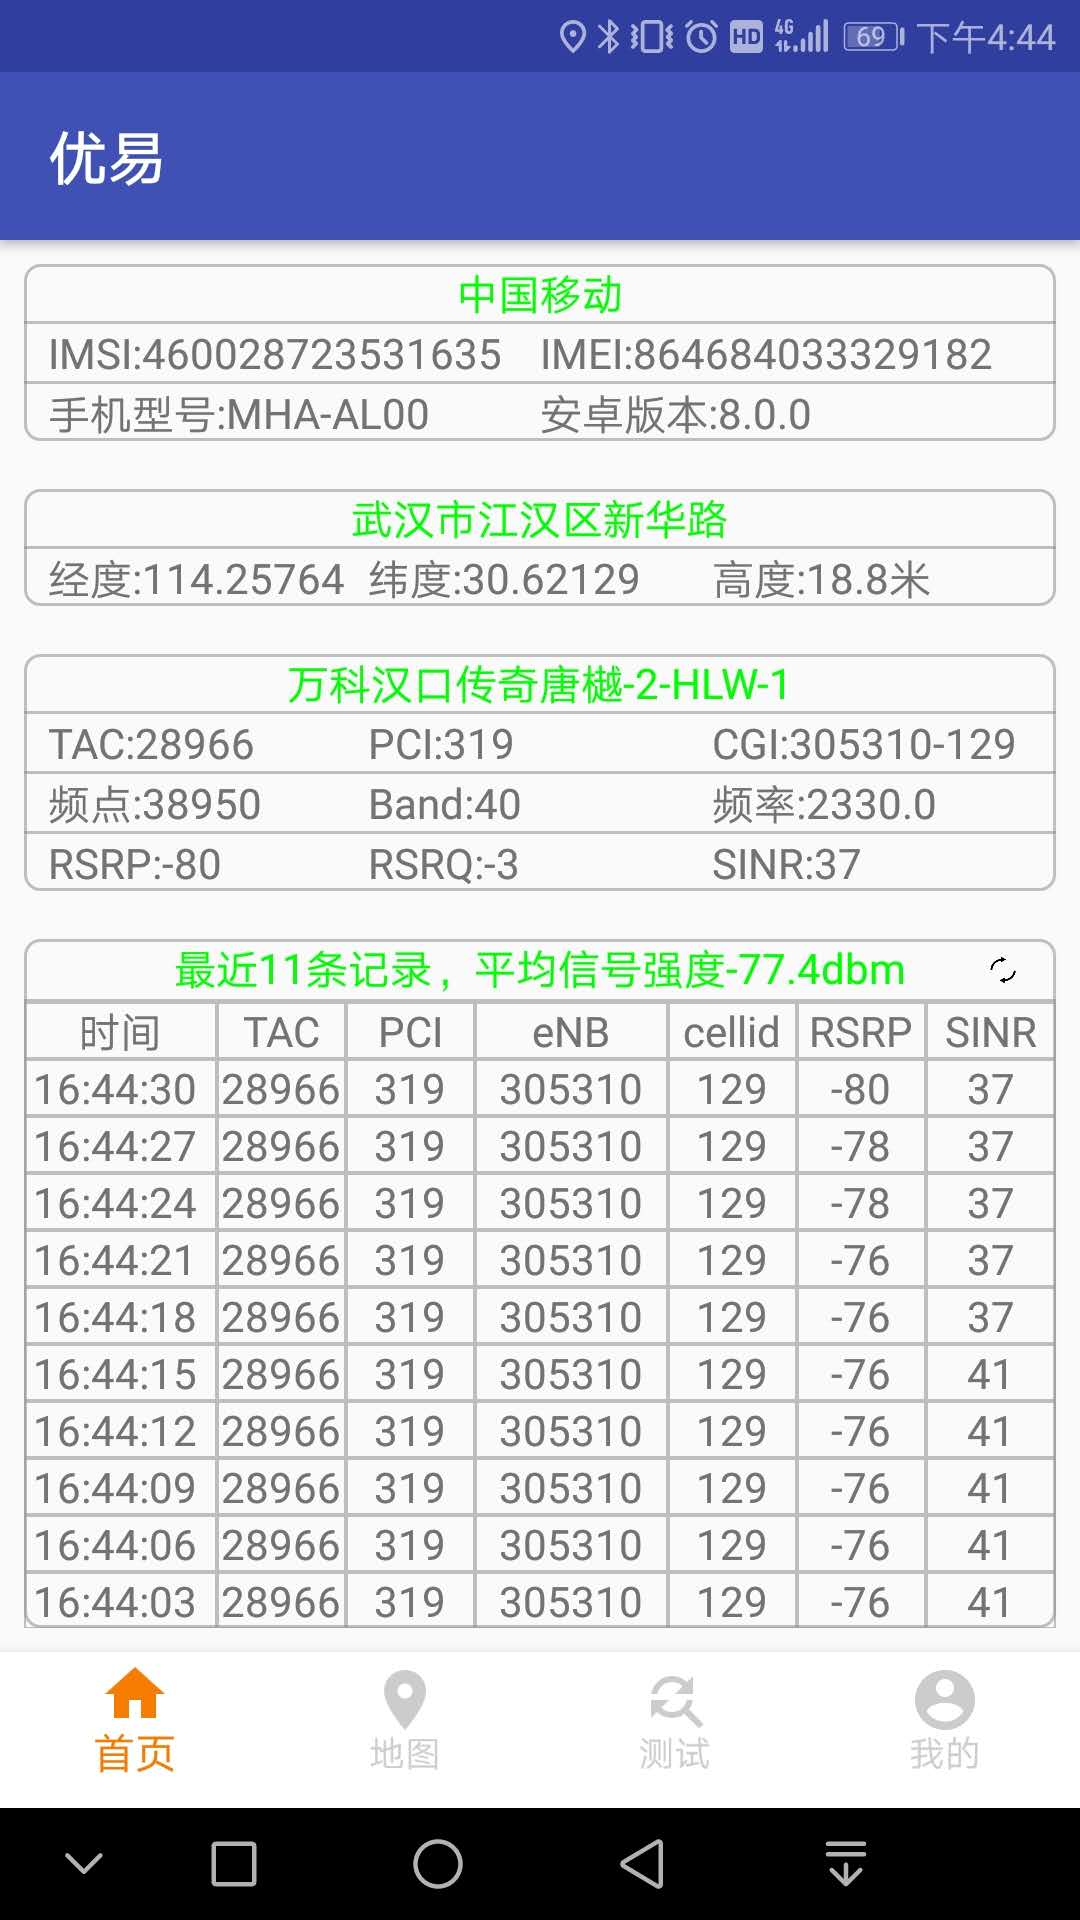 HD 4G 69 下午4:44
优易
中国移动
IMSI:460028723531635 IMEI:864684033329182
手机型号:MHA-AL00 安卓版本:8.0.0
武汉市江汉区新华路
经度:114.25764 纬度:30.62129 高度:18.8米
万科汉口传奇唐樾-2-HLW-1
TAC:28966 PCI:319 CGI:305310-129
频点:38950 Band:40 频率:2330.0
RSRP:-80 RSRQ:-3 SINR:37
最近11条记录，平均信号强度-77.4dbm
时间 TAC PCI eNB cellid RSRP SINR
16:44:30 28966 319 305310 129 -80 37
16:44:27 28966 319 305310 129 -78 37
16:44:24 28966 319 305310 129 -78 37
16:44:21 28966 319 305310 129 -76 37
16:44:18 28966 319 305310 129 -76 37
16:44:15 28966 319 305310 129 -76 41
16:44:12 28966 319 305310 129 -76 41
16:44:09 28966 319 305310 129 -76 41
16:44:06 28966 319 305310 129 -76 41
16:44:03 28966 319 305310 129 -76 41
首页 地图 测试 我的